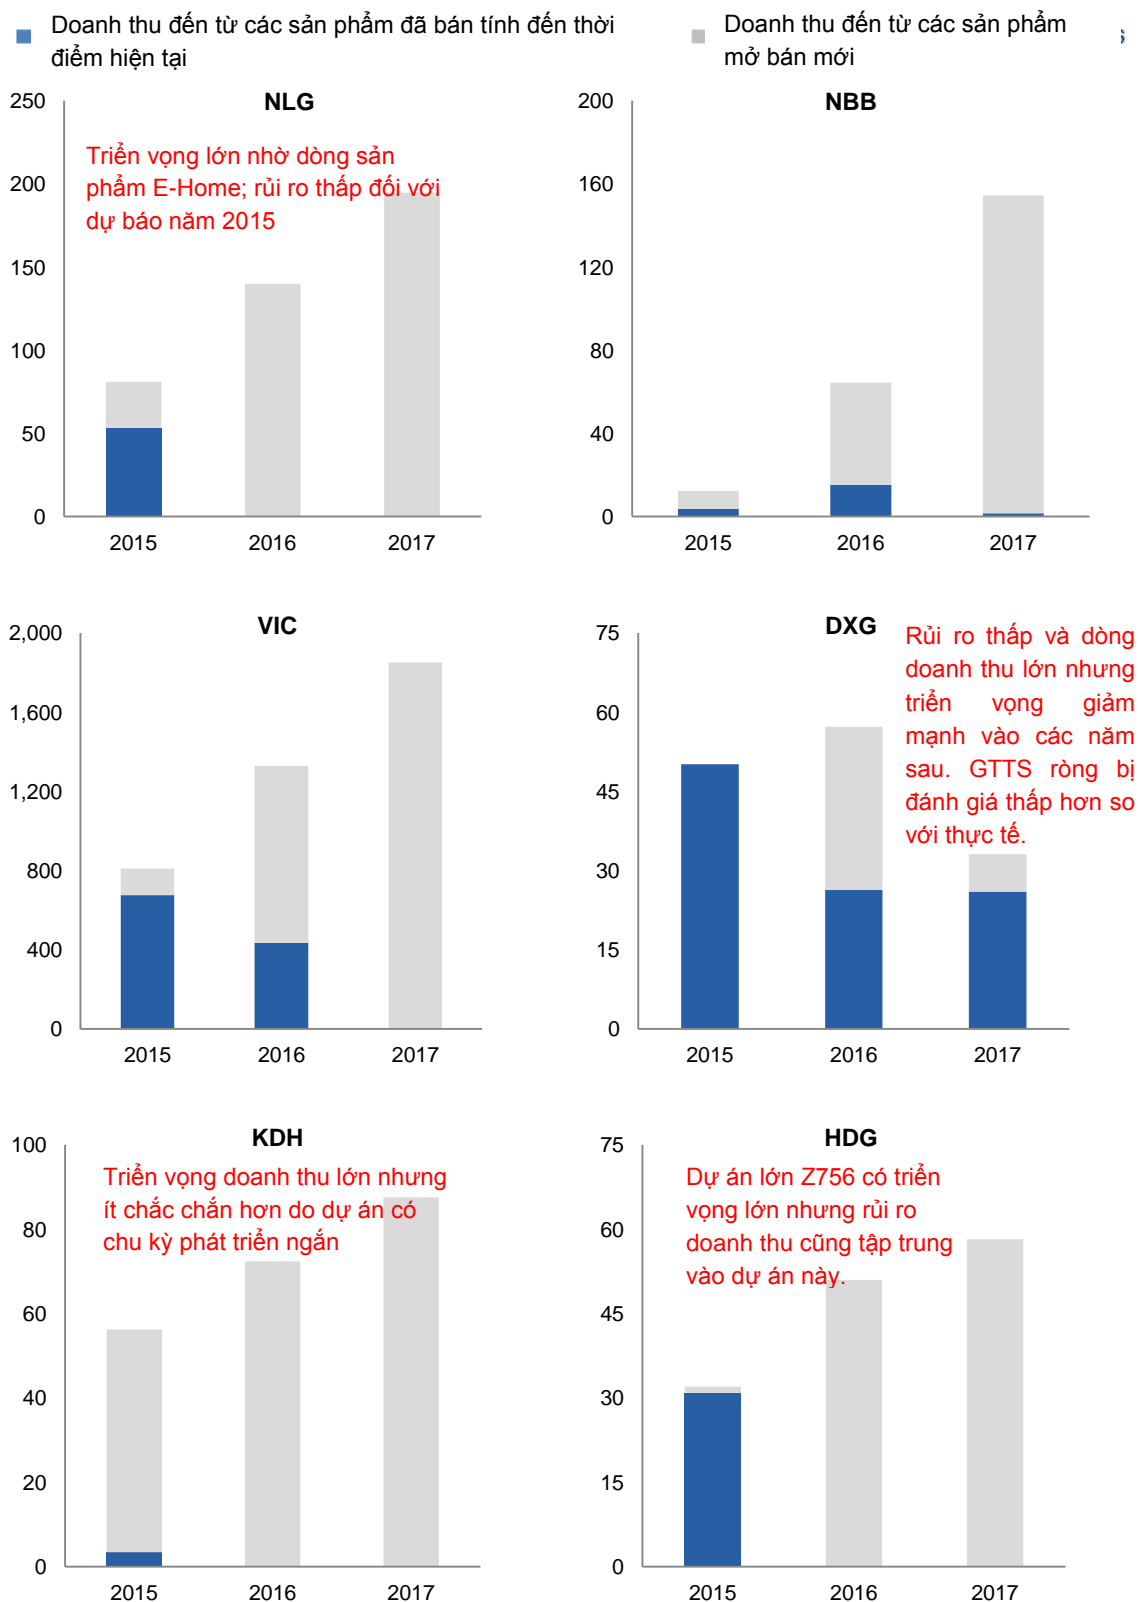 Doanh thu đến từ các sản phẩm đã bán tính đến thời
điểm hiện tại
Doanh thu đến từ các sản phẩm
mở bán mới
NLG
250
200
150
100
50
0
Triển vọng lớn nhờ dòng sản
phẩm E-Home; rủi ro thấp đối với
dự báo năm 2015
2015 2016 2017
NBB
200
160
120
80
40
0
2015 2016 2017
VIC
2,000
1,600
1,200
800
400
0
2015 2016 2017
DXG
75
60
45
30
15
0
Rủi ro thấp và dòng
doanh thu lớn nhưng
triển vọng giảm
mạnh vào các năm
sau. GTTS ròng bị
đánh giá thấp hơn so
với thực tế.
2015 2016 2017
KDH
100
80
60
40
20
0
Triển vọng doanh thu lớn nhưng
ít chắc chắn hơn do dự án có
chu kỳ phát triển ngắn
2015 2016 2017
HDG
75
60
45
30
15
0
Dự án lớn Z756 có triển
vọng lớn nhưng rủi ro
doanh thu cũng tập trung
vào dự án này.
2015 2016 2017